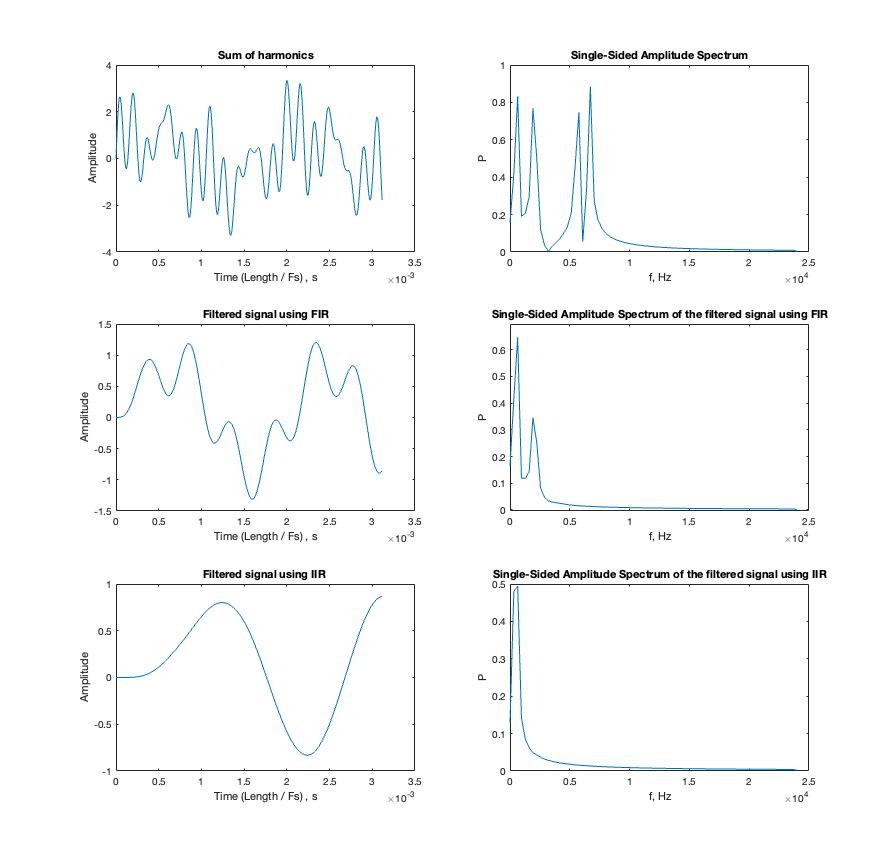 Sum of harmonics
4
2
0
-2
-4
Amplitude
0 0.5 1 1.5 2 2.5 3 3.5
Time (Length / Fs) , s
×10-3
Single-Sided Amplitude Spectrum
1
0.8
0.6
0.4
0.2
0
P
0 0.5 1 1.5 2 2.5
f, Hz
×104
Filtered signal using FIR
1.5
1
0.5
0
-0.5
-1
-1.5
Amplitude
0 0.5 1 1.5 2 2.5 3 3.5
Time (Length / Fs) , s
×10-3
Single-Sided Amplitude Spectrum of the filtered signal using FIR
0.6
0.5
0.4
0.3
0.2
0.1
0
P
0 0.5 1 1.5 2 2.5
f, Hz
×104
Filtered signal using IIR
1
0.5
0
-0.5
-1
Amplitude
0 0.5 1 1.5 2 2.5 3 3.5
Time (Length / Fs) , s
×10-3
Single-Sided Amplitude Spectrum of the filtered signal using IIR
0.5
0.4
0.3
0.2
0.1
0
P
0 0.5 1 1.5 2 2.5
f, Hz
×104